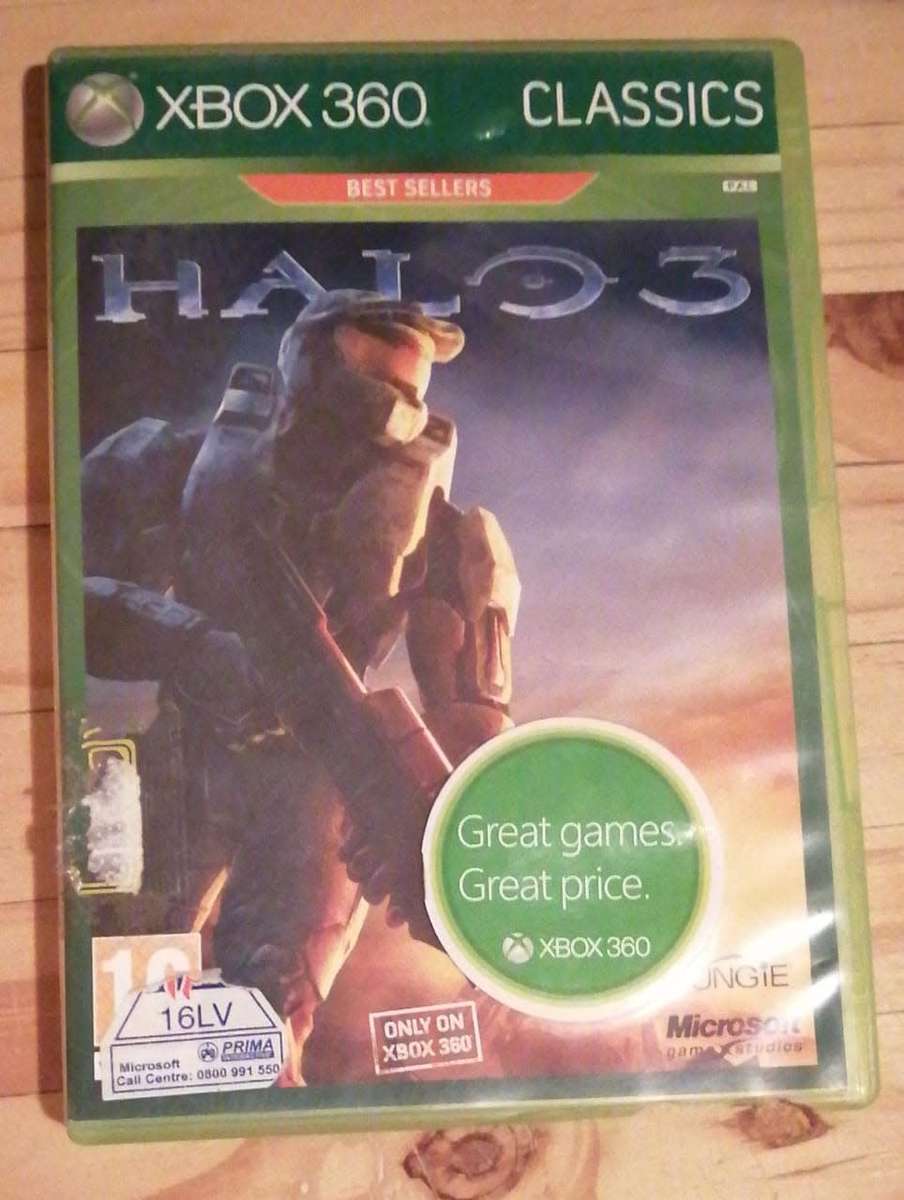 XBOX 360
CLASSICS
BEST SELLERS
PAL
HALO 3
Great games.
Great price.
XBOX 360
UNGIE
Microsoft
game studios
ONLY ON
XBOX 360
16LV
PRIMA
Microsoft
Call Centre: 0800 991 550